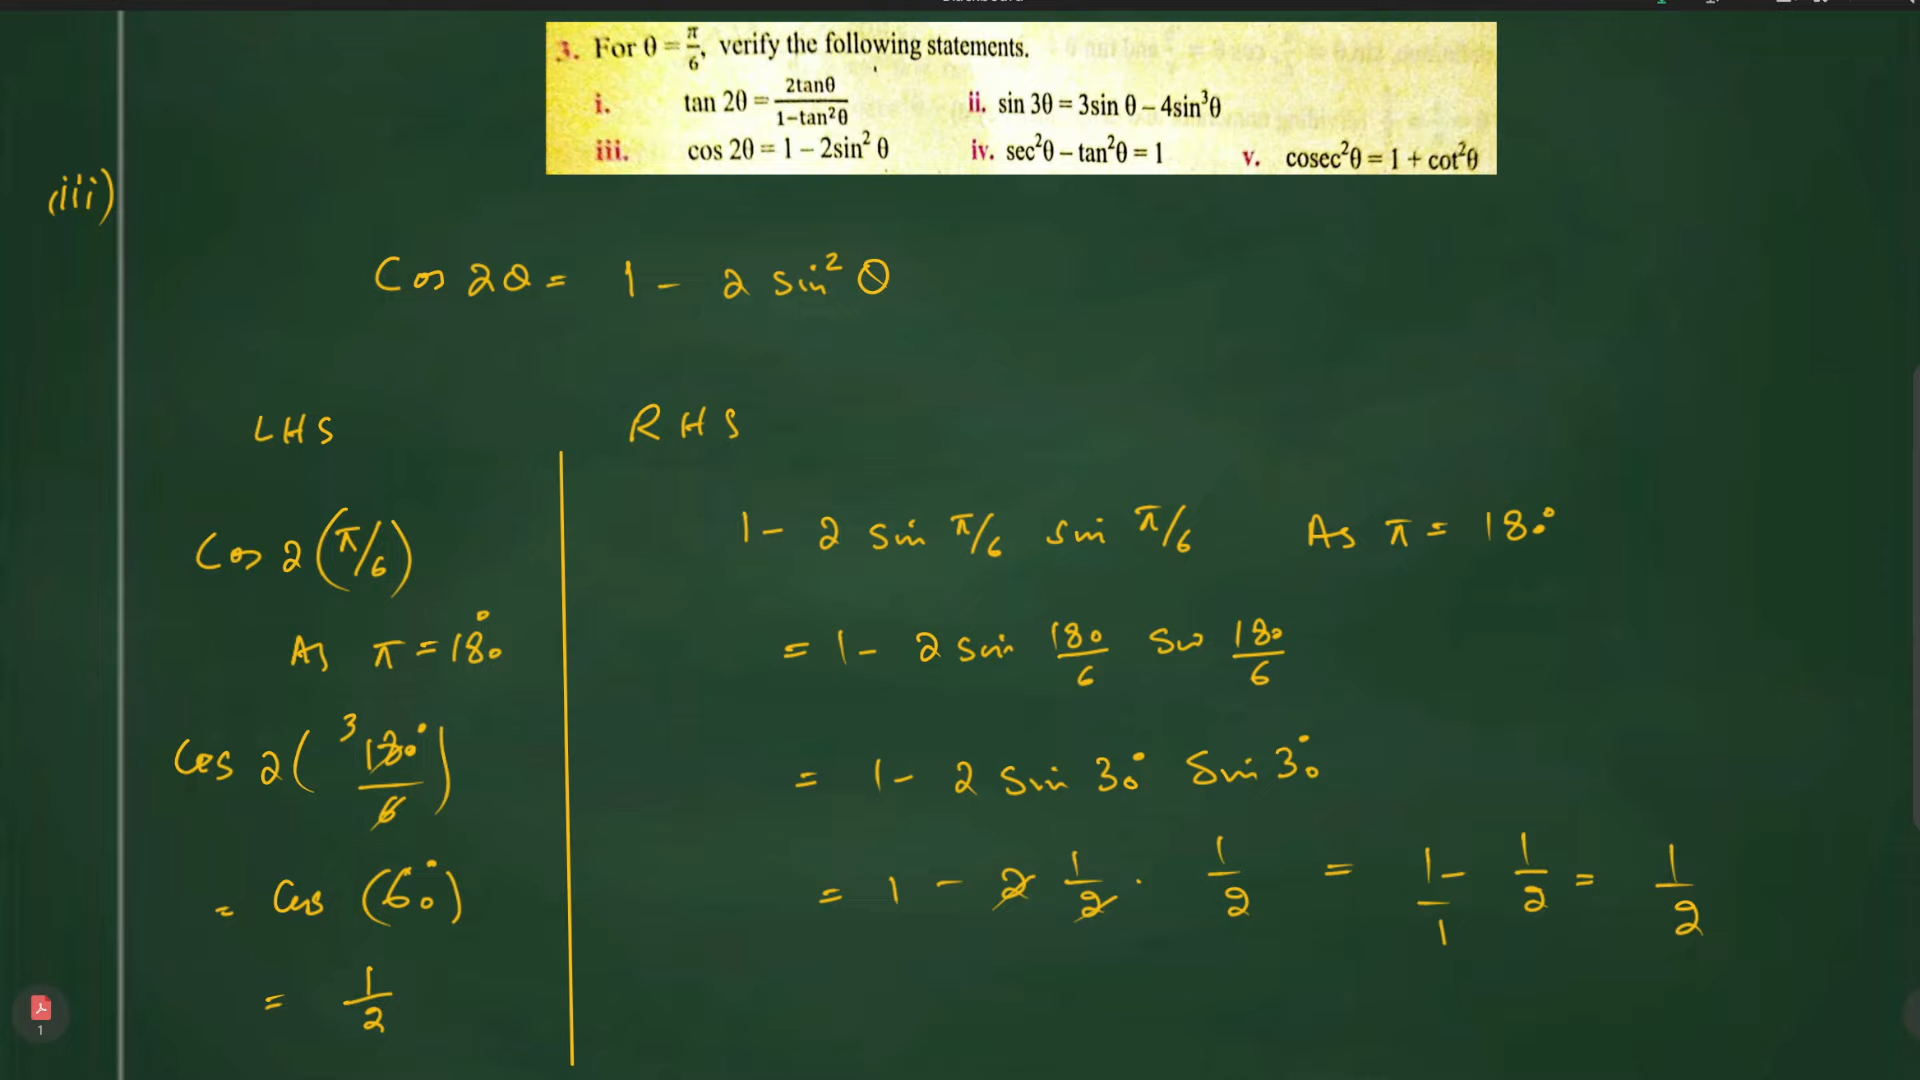 3. For θ = π/6, verify the following statements.
i. tan 2θ = 2tanθ/1−tan²θ ii. sin 3θ = 3sin θ − 4sin³θ
iii. cos 2θ = 1 − 2sin² θ iv. sec²θ − tan²θ = 1 v. cosec²θ = 1 + cot²θ
(iii)
Cos 2θ = 1 − 2 sin² θ
LHS RHS
Cos 2(π/6)
As π = 180°
Cos 2(3 180°/6)
= Cos (60°)
= 1/2
1 − 2 sin π/6 sin π/6 As π = 180°
= 1 − 2 sin 180/6 sin 180/6
= 1 − 2 sin 30° sin 30°
= 1 − 2 1/2 · 1/2 = 1/1 − 1/2 = 1/2
1